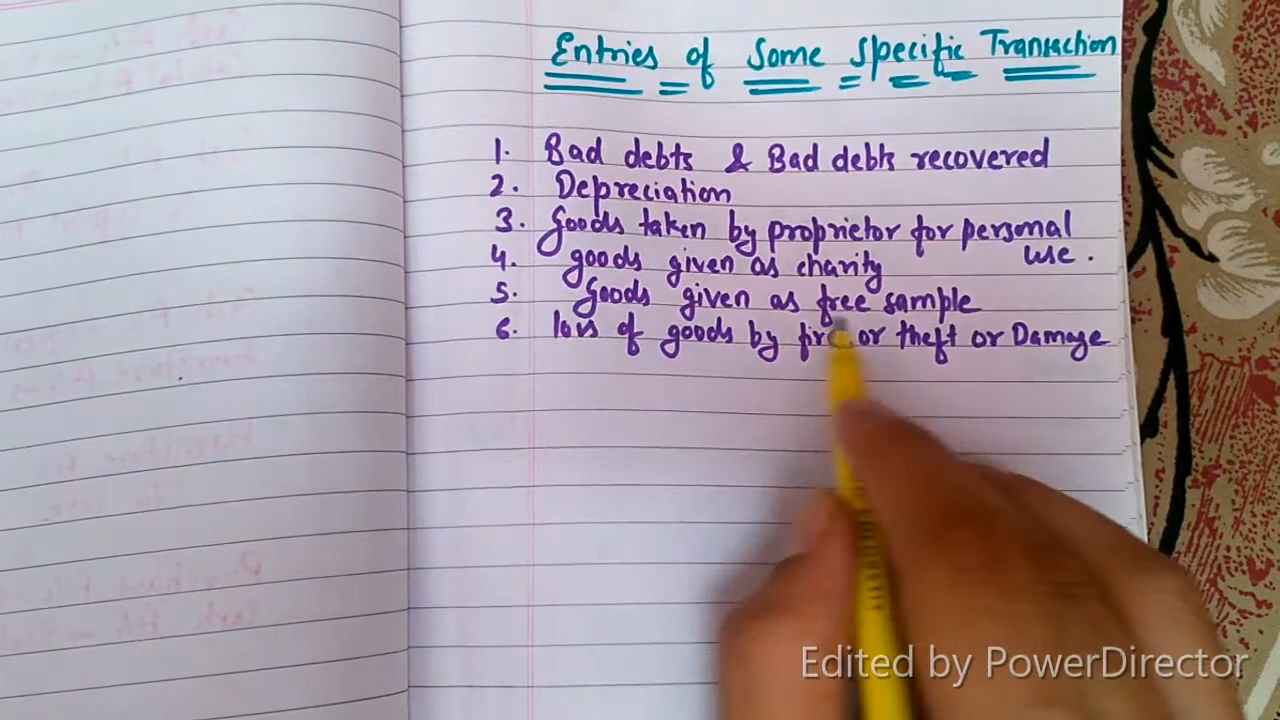 Entries of Some Specific Transaction
1. Bad debts & Bad debts recovered
2. Depreciation
3. Goods taken by proprietor for personal
use.
4. goods given as charity
5. Goods given as free sample
6. loss of goods by fire or theft or Damage
Edited by PowerDirector